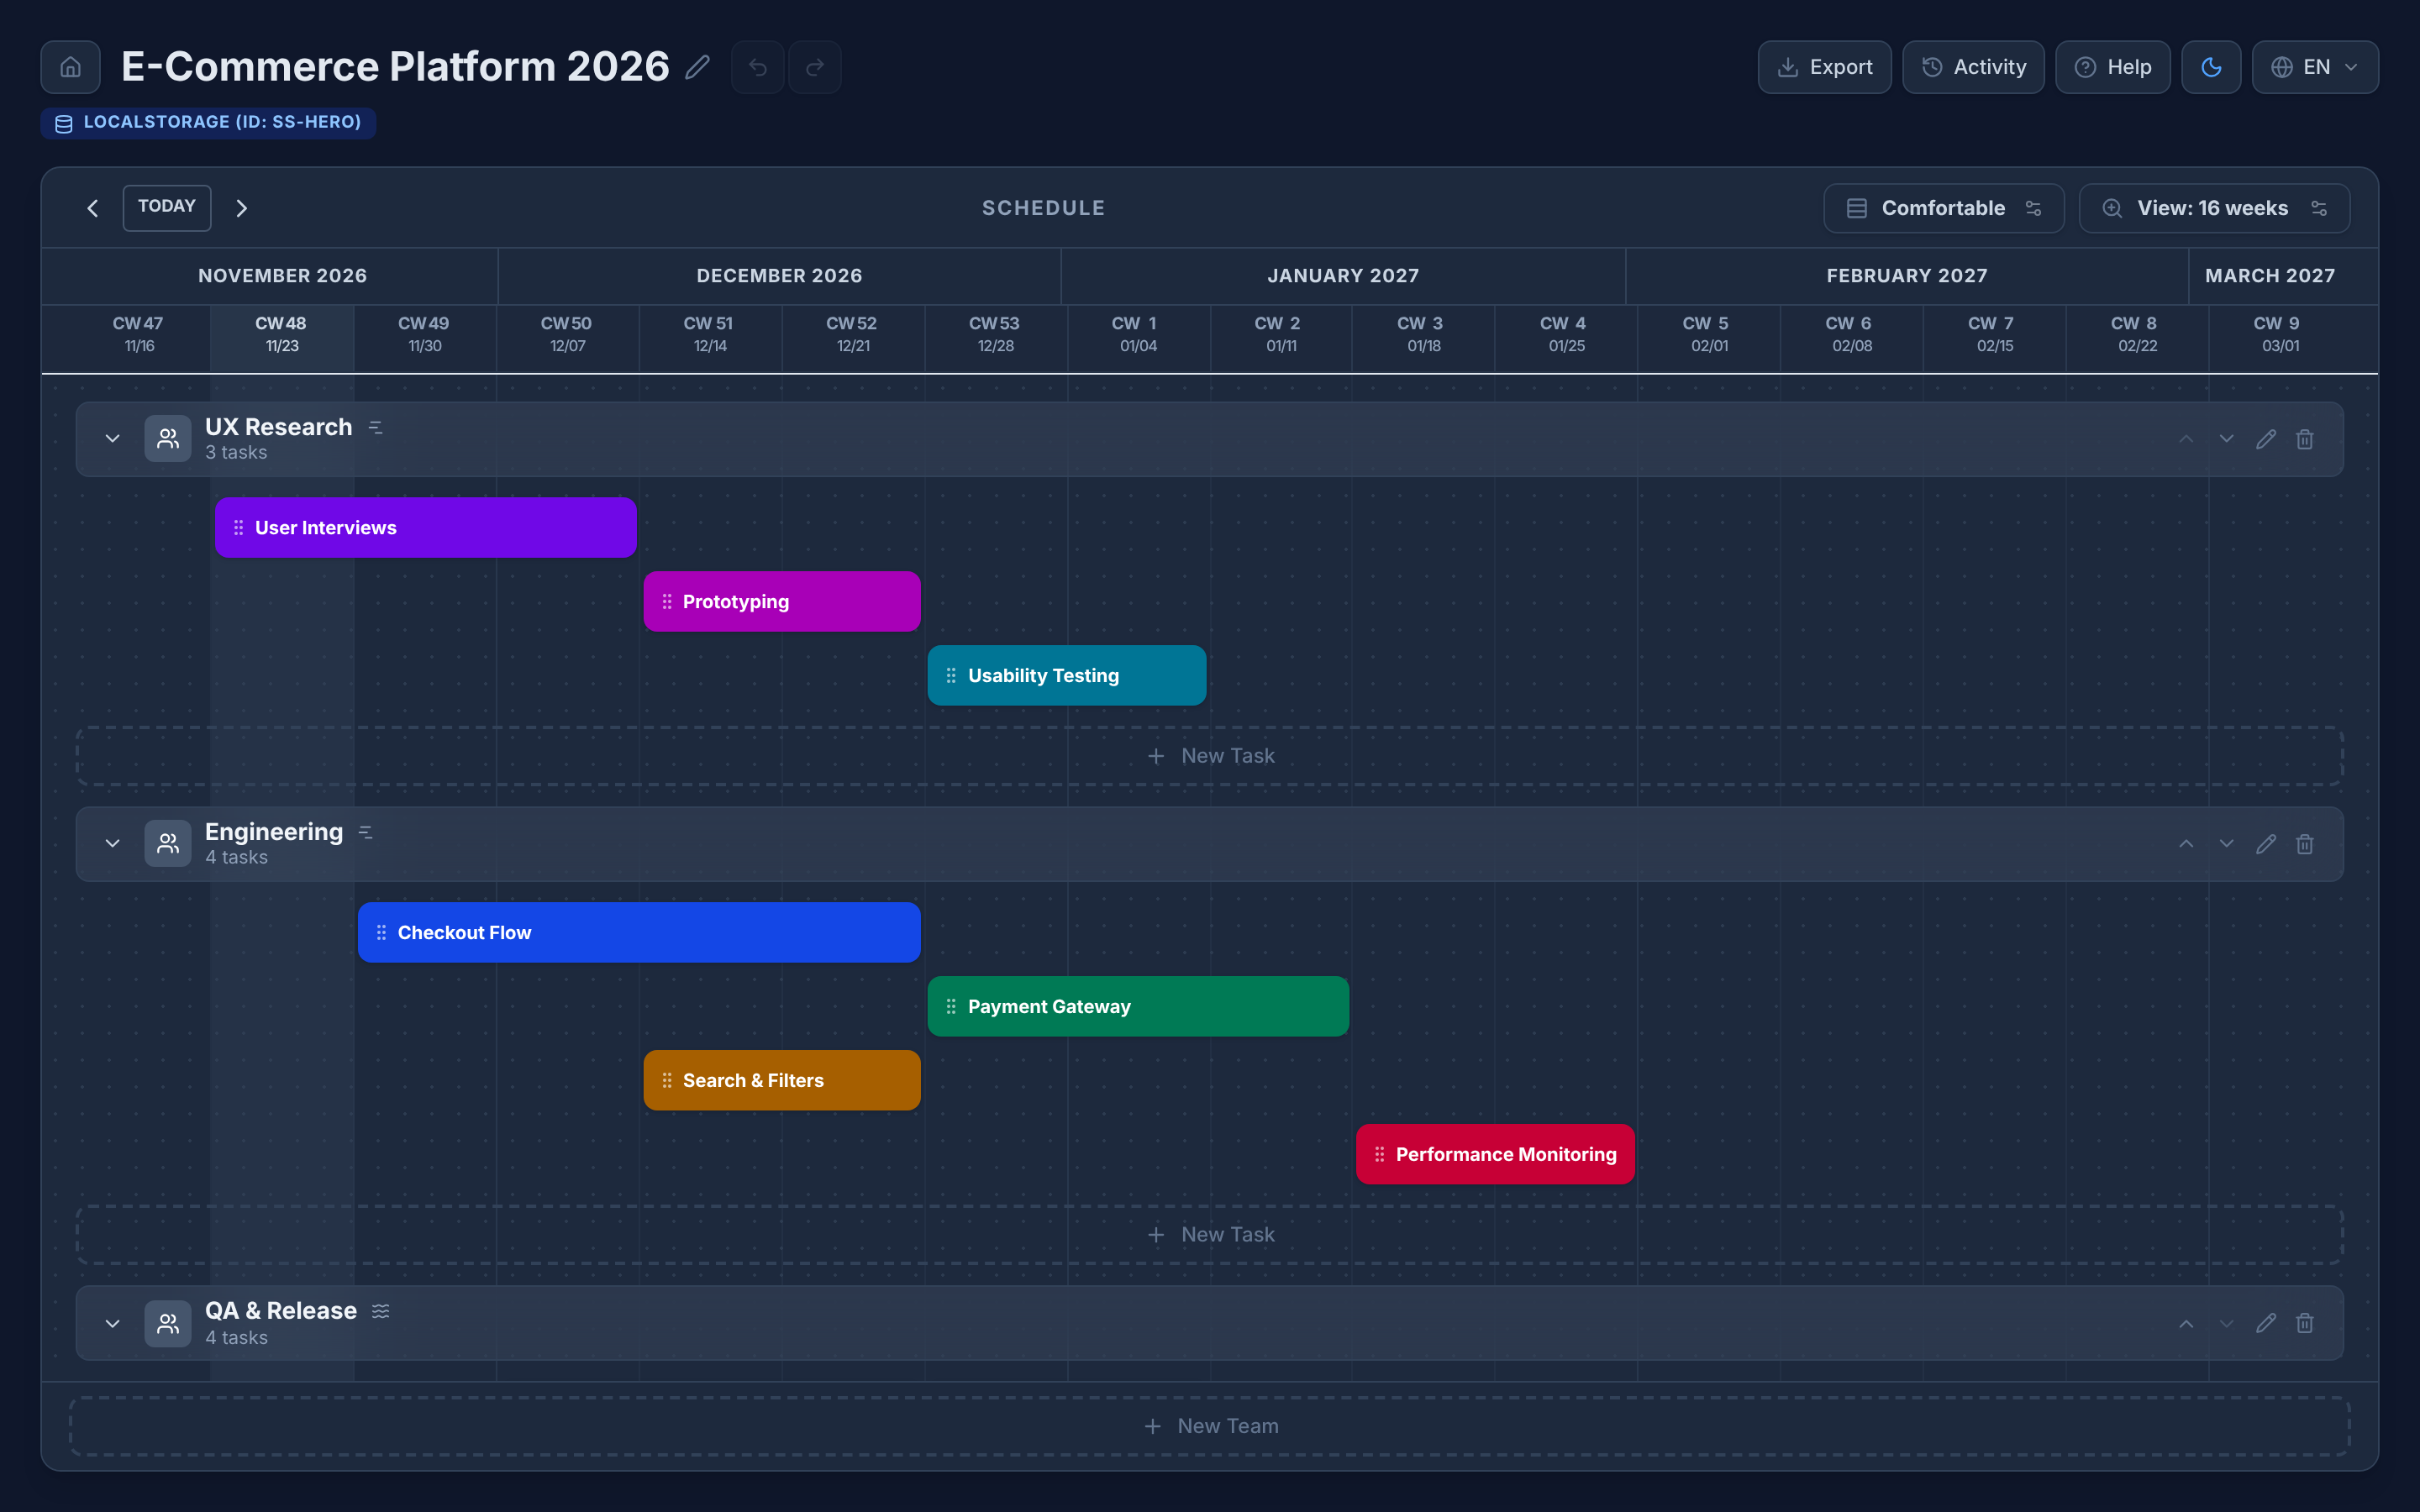 E-Commerce Platform 2026
Export
Activity
Help
EN
LOCALSTORAGE (ID: SS-HERO)
TODAY
SCHEDULE
Comfortable
View: 16 weeks
NOVEMBER 2026
DECEMBER 2026
JANUARY 2027
FEBRUARY 2027
MARCH 2027
CW 47
11/16
CW 48
11/23
CW 49
11/30
CW 50
12/07
CW 51
12/14
CW 52
12/21
CW 53
12/28
CW 1
01/04
CW 2
01/11
CW 3
01/18
CW 4
01/25
CW 5
02/01
CW 6
02/08
CW 7
02/15
CW 8
02/22
CW 9
03/01
UX Research
3 tasks
User Interviews
Prototyping
Usability Testing
New Task
Engineering
4 tasks
Checkout Flow
Payment Gateway
Search & Filters
Performance Monitoring
New Task
QA & Release
4 tasks
New Team